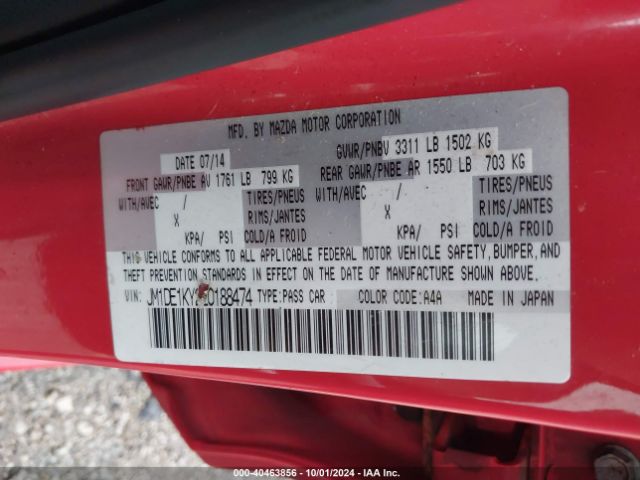 MFD. BY MAZDA MOTOR CORPORATION
DATE 07/14 GVWR/PNBV 3311 LB 1502 KG
FRONT GAWR/PNBE AV 1761 LB 799 KG REAR GAWR/PNBE AR 1550 LB 703 KG
WITH/AVEC / TIRES/PNEUS WITH/AVEC / TIRES/PNEUS
X RIMS/JANTES X RIMS/JANTES
KPA/ PSI COLD/A FROID KPA/ PSI COLD/A FROID
THIS VEHICLE CONFORMS TO ALL APPLICABLE FEDERAL MOTOR VEHICLE SAFETY, BUMPER, AND
THEFT PREVENTION STANDARDS IN EFFECT ON THE DATE OF MANUFACTURE SHOWN ABOVE.
VIN: TYPE: PASS CAR COLOR CODE: A4A MADE IN JAPAN
000-40463856 - 10/01/2024 - IAA Inc.